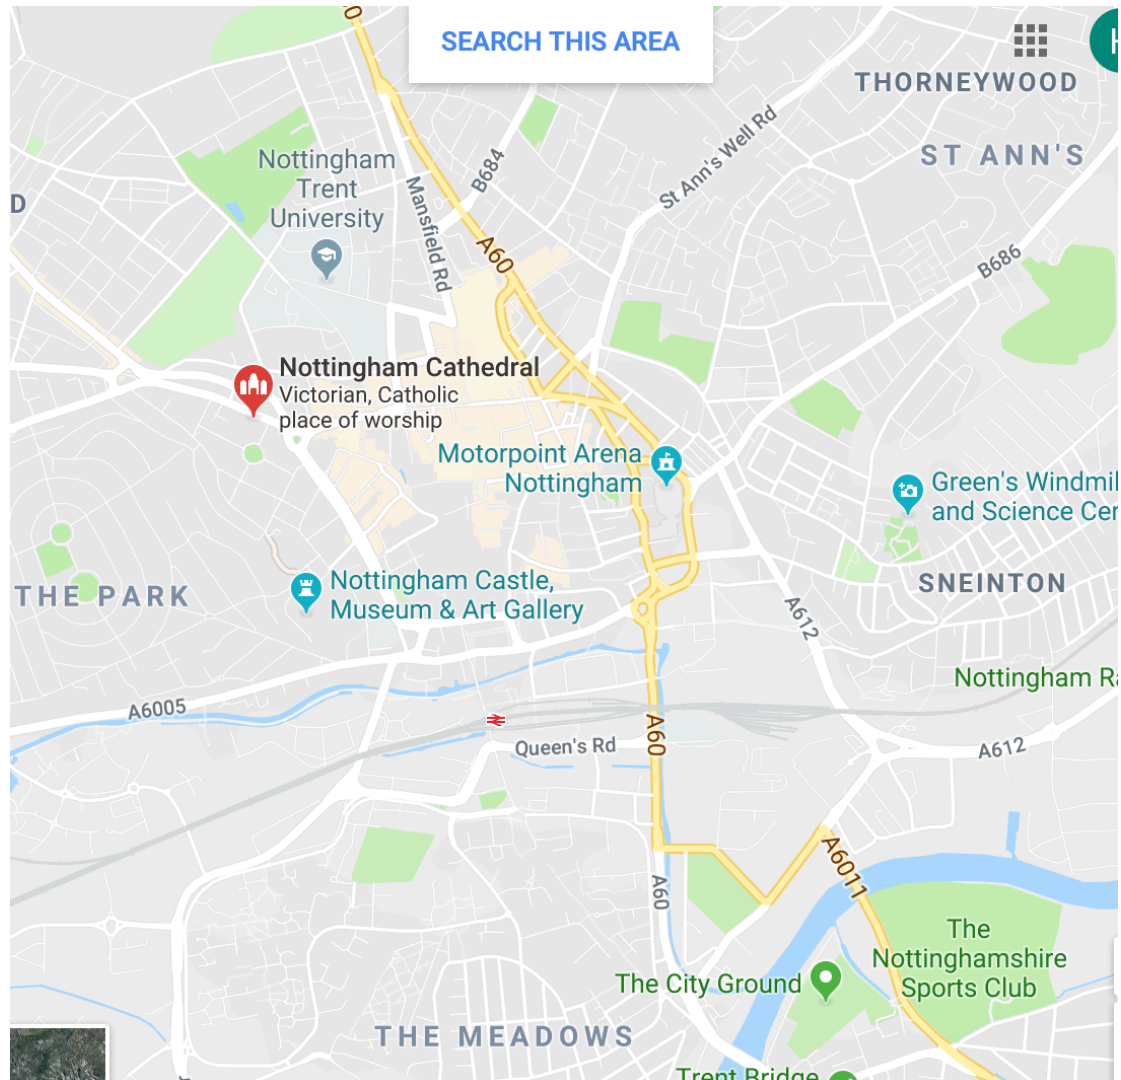 SEARCH THIS AREA
THORNEYWOOD
ST ANN'S
St Ann's Well Rd
B684
Nottingham
Trent
University
D
Mansfield Rd
A60
B686
Nottingham Cathedral
Victorian, Catholic
place of worship
Motorpoint Arena
Nottingham
Green's Windmil
and Science Cer
SNEINTON
Nottingham Castle,
Museum & Art Gallery
THE PARK
A612
Nottingham Ra
A6005
A60
Queen's Rd
A612
A6011
A60
The
Nottinghamshire
Sports Club
The City Ground
THE MEADOWS
Trent Bridge